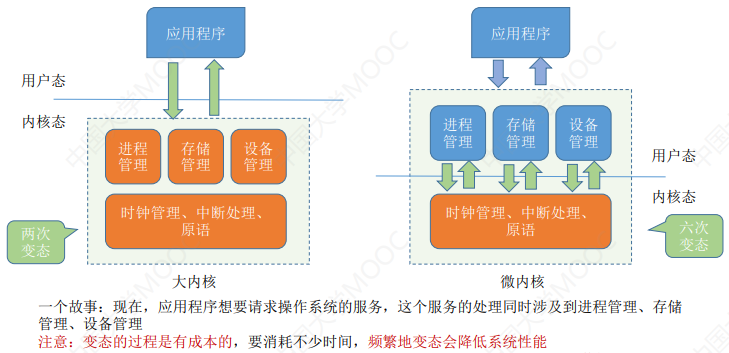 应用程序
应用程序
用户态
内核态
进程
管理
存储
管理
设备
管理
进程
管理
存储
管理
设备
管理
用户态
内核态
时钟管理、中断处理、
原语
时钟管理、中断处理、
原语
两次
变态
六次
变态
大内核
微内核
一个故事：现在，应用程序想要请求操作系统的服务，这个服务的处理同时涉及到进程管理、存储
管理、设备管理
注意：变态的过程是有成本的，要消耗不少时间，频繁地变态会降低系统性能
中国大学MOOC